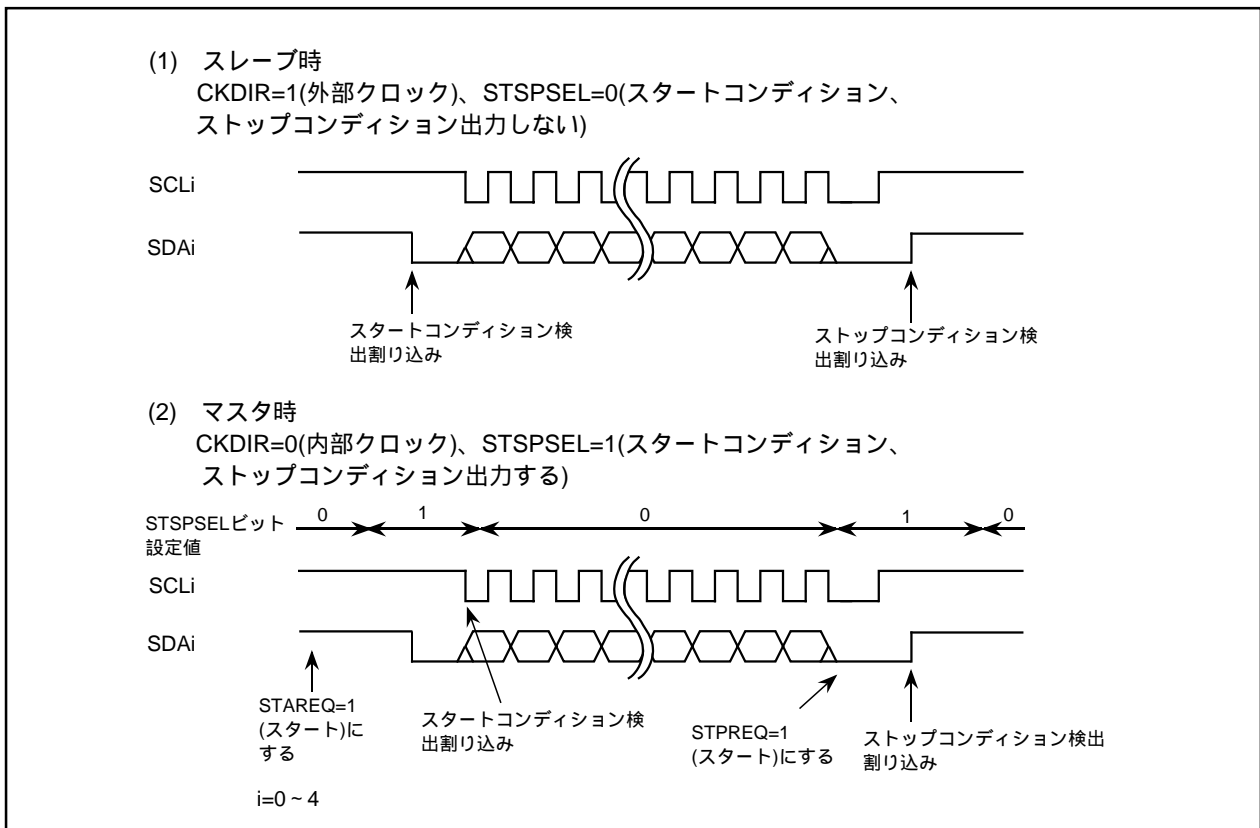 (1) スレーブ時
CKDIR=1(外部クロック)、STSPSEL=0(スタートコンディション、
ストップコンディション出力しない)
SCLi
SDAi
スタートコンディション検
出割り込み
ストップコンディション検
出割り込み
(2) マスタ時
CKDIR=0(内部クロック)、STSPSEL=1(スタートコンディション、
ストップコンディション出力する)
STSPSELビット
設定値
0 1 0 1 0
SCLi
SDAi
STAREQ=1
(スタート)に
する
スタートコンディション検
出割り込み
STPREQ=1
(スタート)にする
ストップコンディション検出
割り込み
i=0 ~ 4